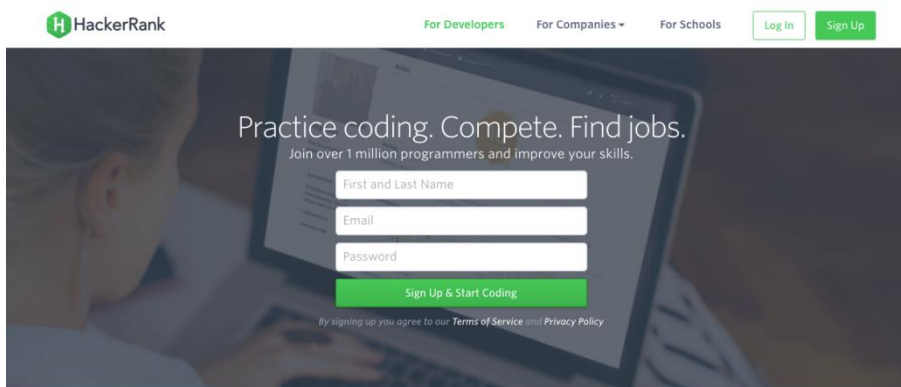 HackerRank
For Developers For Companies For Schools Log In Sign Up
Practice coding. Compete. Find jobs.
Join over 1 million programmers and improve your skills.
First and Last Name
Email
Password
Sign Up & Start Coding
By signing up you agree to our Terms of Service and Privacy Policy